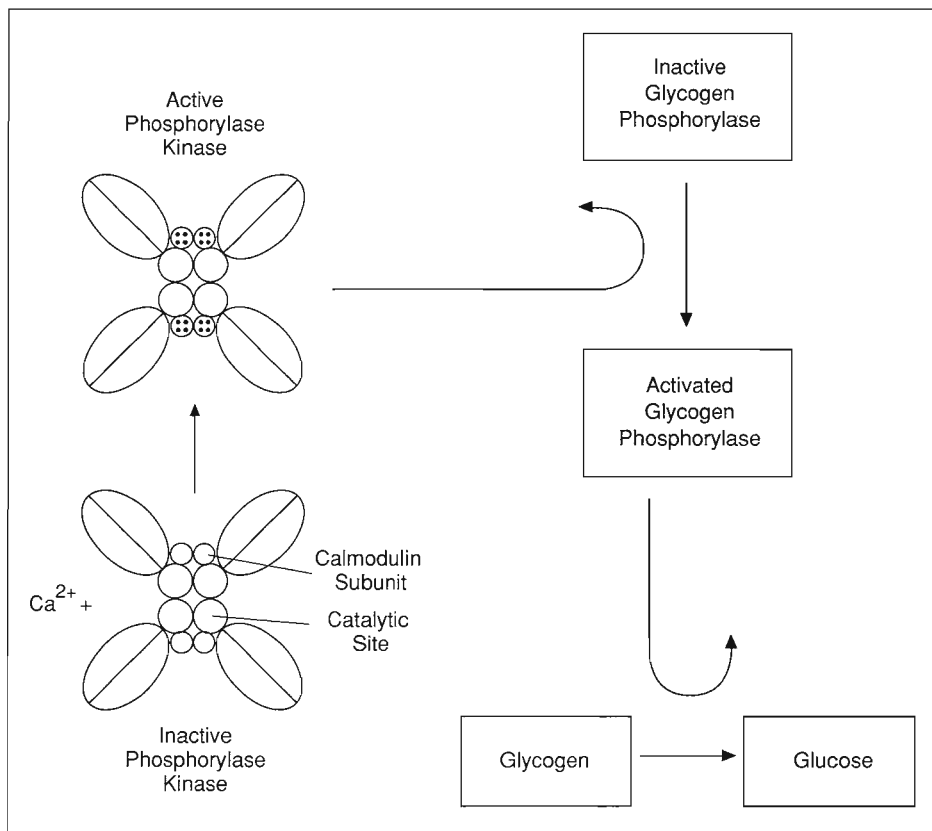 Active
Phosphorylase
Kinase
Inactive
Glycogen
Phosphorylase
Activated
Glycogen
Phosphorylase
Calmodulin
Subunit
Ca2+ +
Catalytic
Site
Inactive
Phosphorylase
Kinase
Glycogen
Glucose